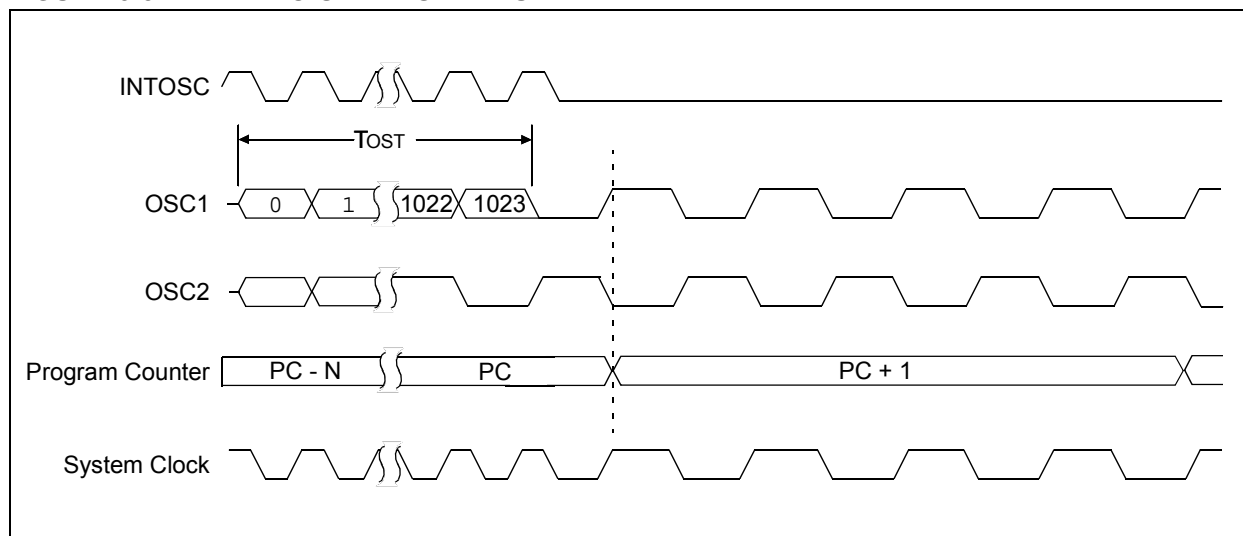 INTOSC
TOST
OSC1 0 1 1022 1023
OSC2
Program Counter PC - N PC PC + 1
System Clock